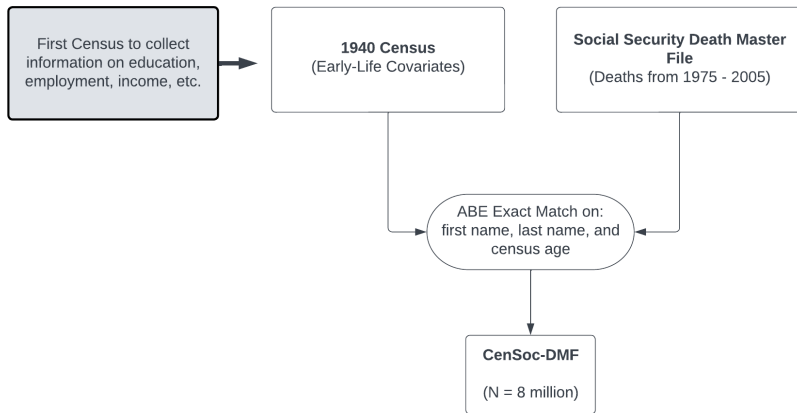 First Census to collect
information on education,
employment, income, etc.
1940 Census
(Early-Life Covariates)
Social Security Death Master
File
(Deaths from 1975 - 2005)
ABE Exact Match on:
first name, last name, and
census age
CenSoc-DMF
(N = 8 million)